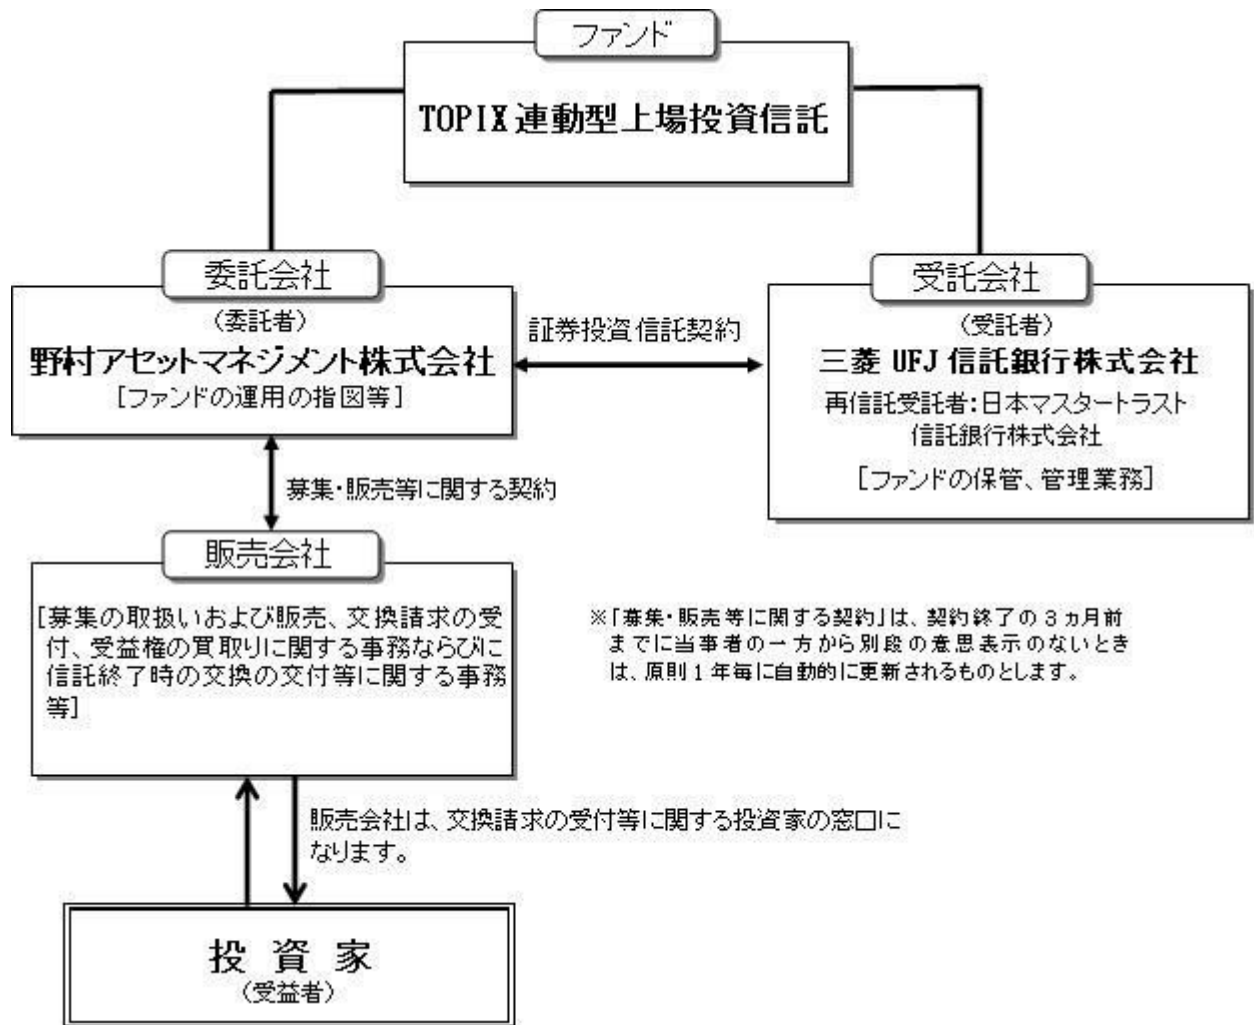 ファンド
TOPIX連動型上場投資信託
委託会社
(委託者)
野村アセットマネジメント株式会社
[ファンドの運用の指図等]
証券投資信託契約
受託会社
(受託者)
三菱 UFJ 信託銀行株式会社
再信託受託者:日本マスタートラスト
信託銀行株式会社
[ファンドの保管、管理業務]
募集・販売等に関する契約
販売会社
[募集の取扱いおよび販売、交換請求の受
付、受益権の買取りに関する事務ならびに
信託終了時の交換の交付等に関する事務
等]
※「募集・販売等に関する契約」は、契約終了の3ヵ月前
までに当事者の一方から別段の意思表示のないとき
は、原則1年毎に自動的に更新されるものとします。
販売会社は、交換請求の受付等に関する投資家の窓口に
なります。
投 資 家
(受益者)